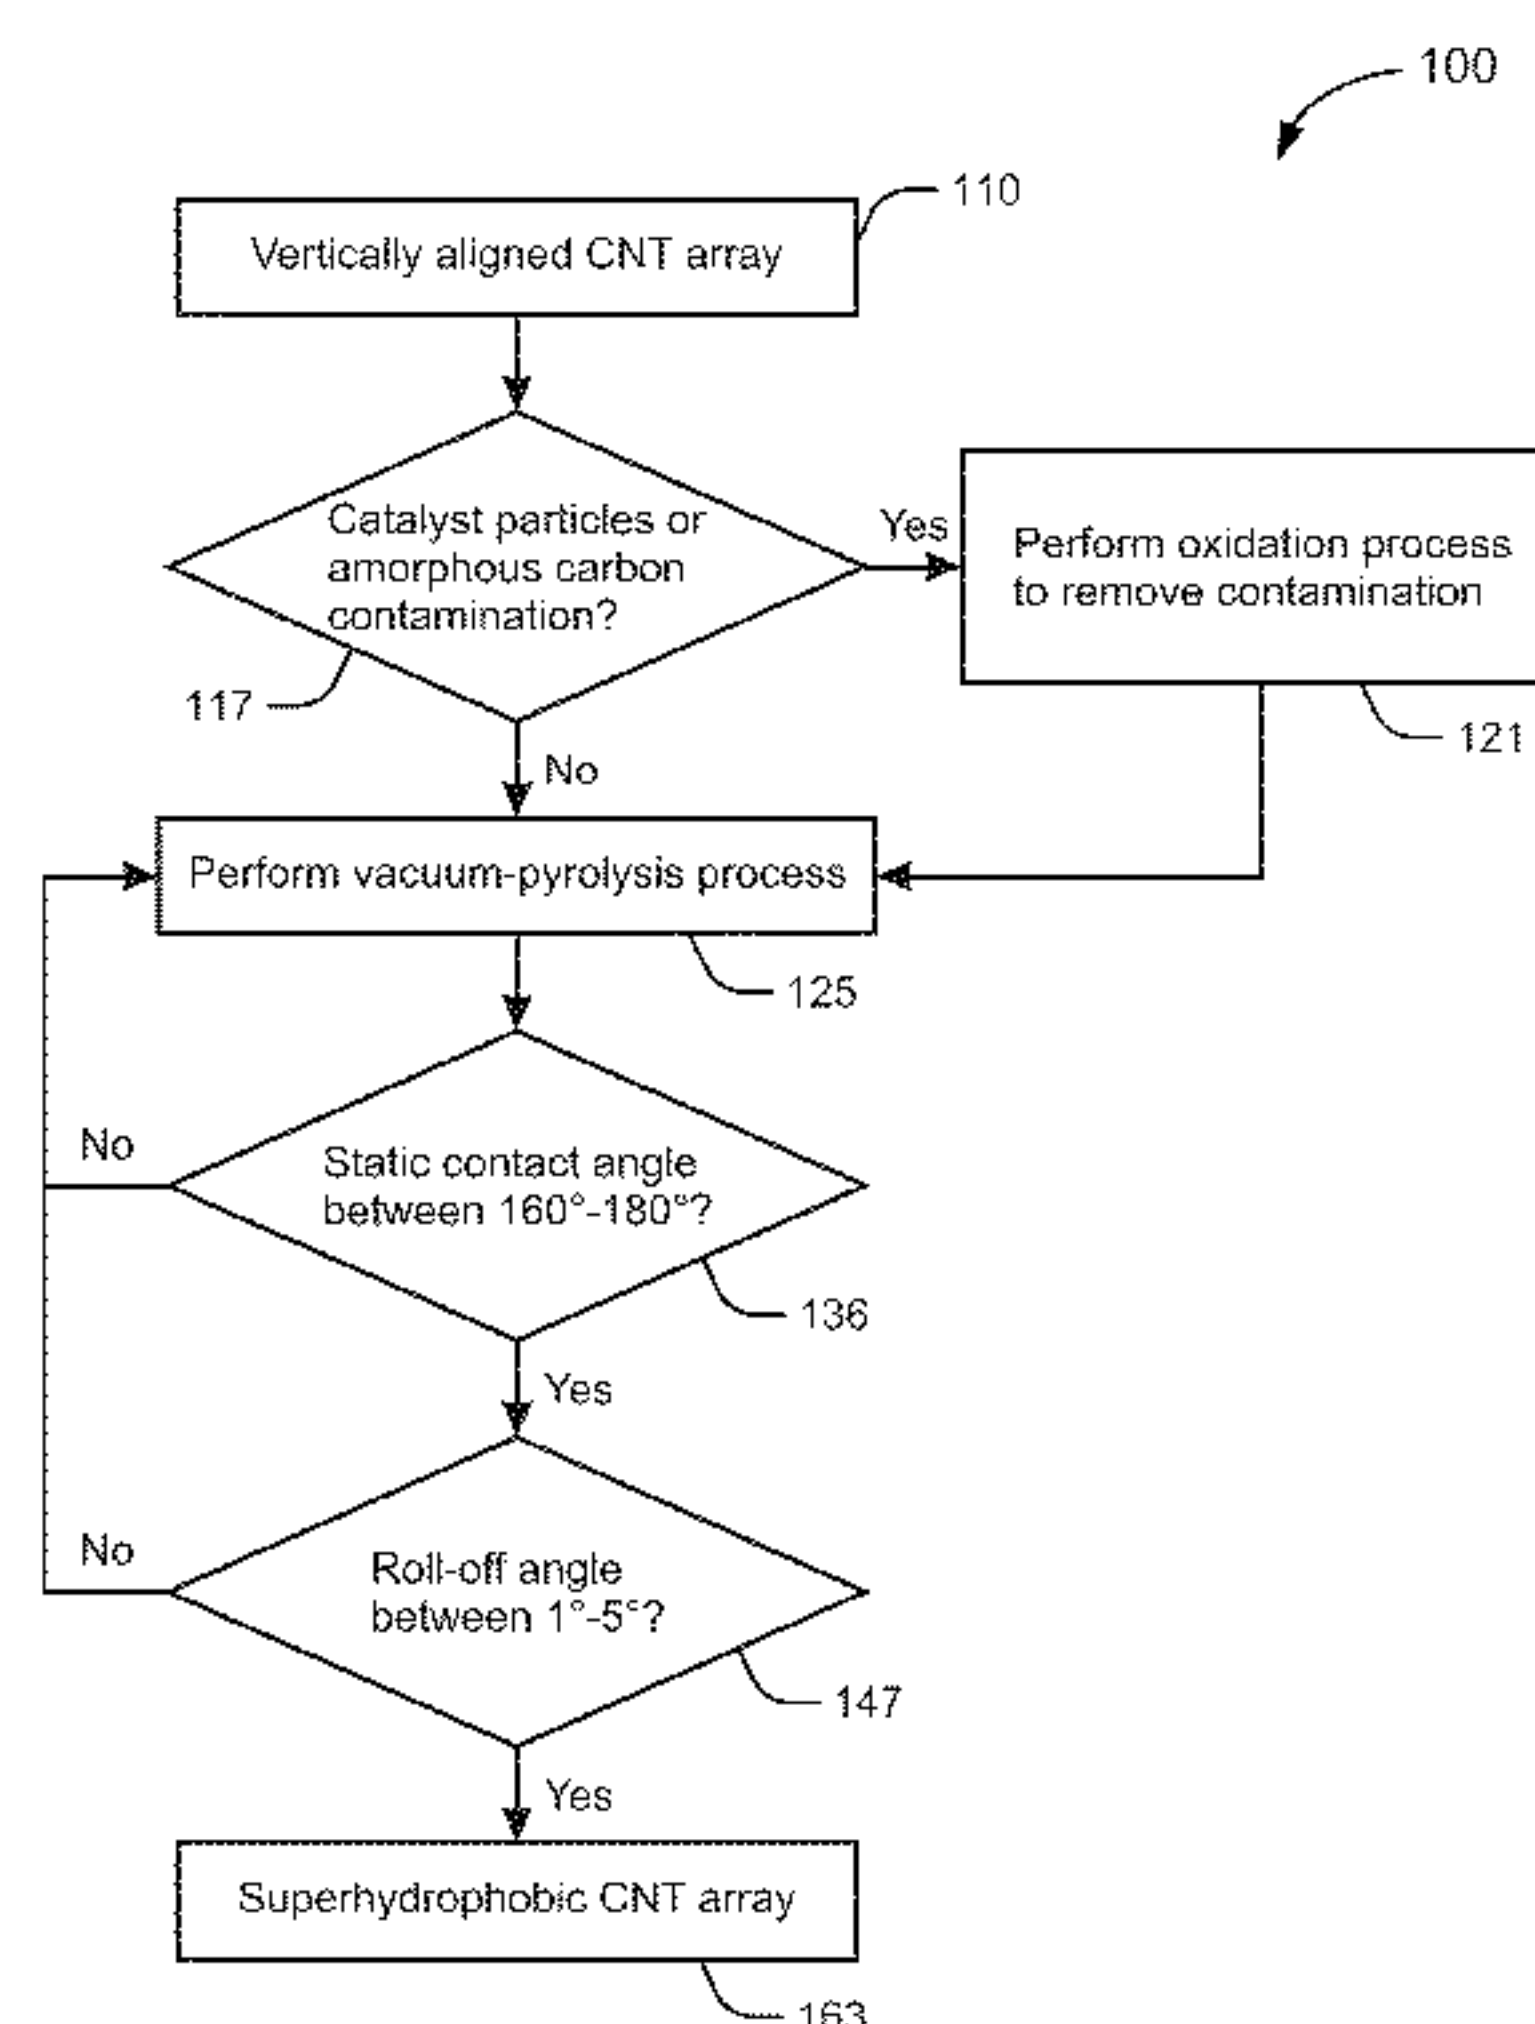 100
110
Vertically aligned CNT array
Catalyst particles or
amorphous carbon
contamination?
Yes
Perform oxidation process
to remove contamination
117
121
No
Perform vacuum-pyrolysis process
125
No
Static contact angle
between 160°-180°?
136
Yes
No
Roll-off angle
between 1°-5°?
147
Yes
Superhydrophobic CNT array
163